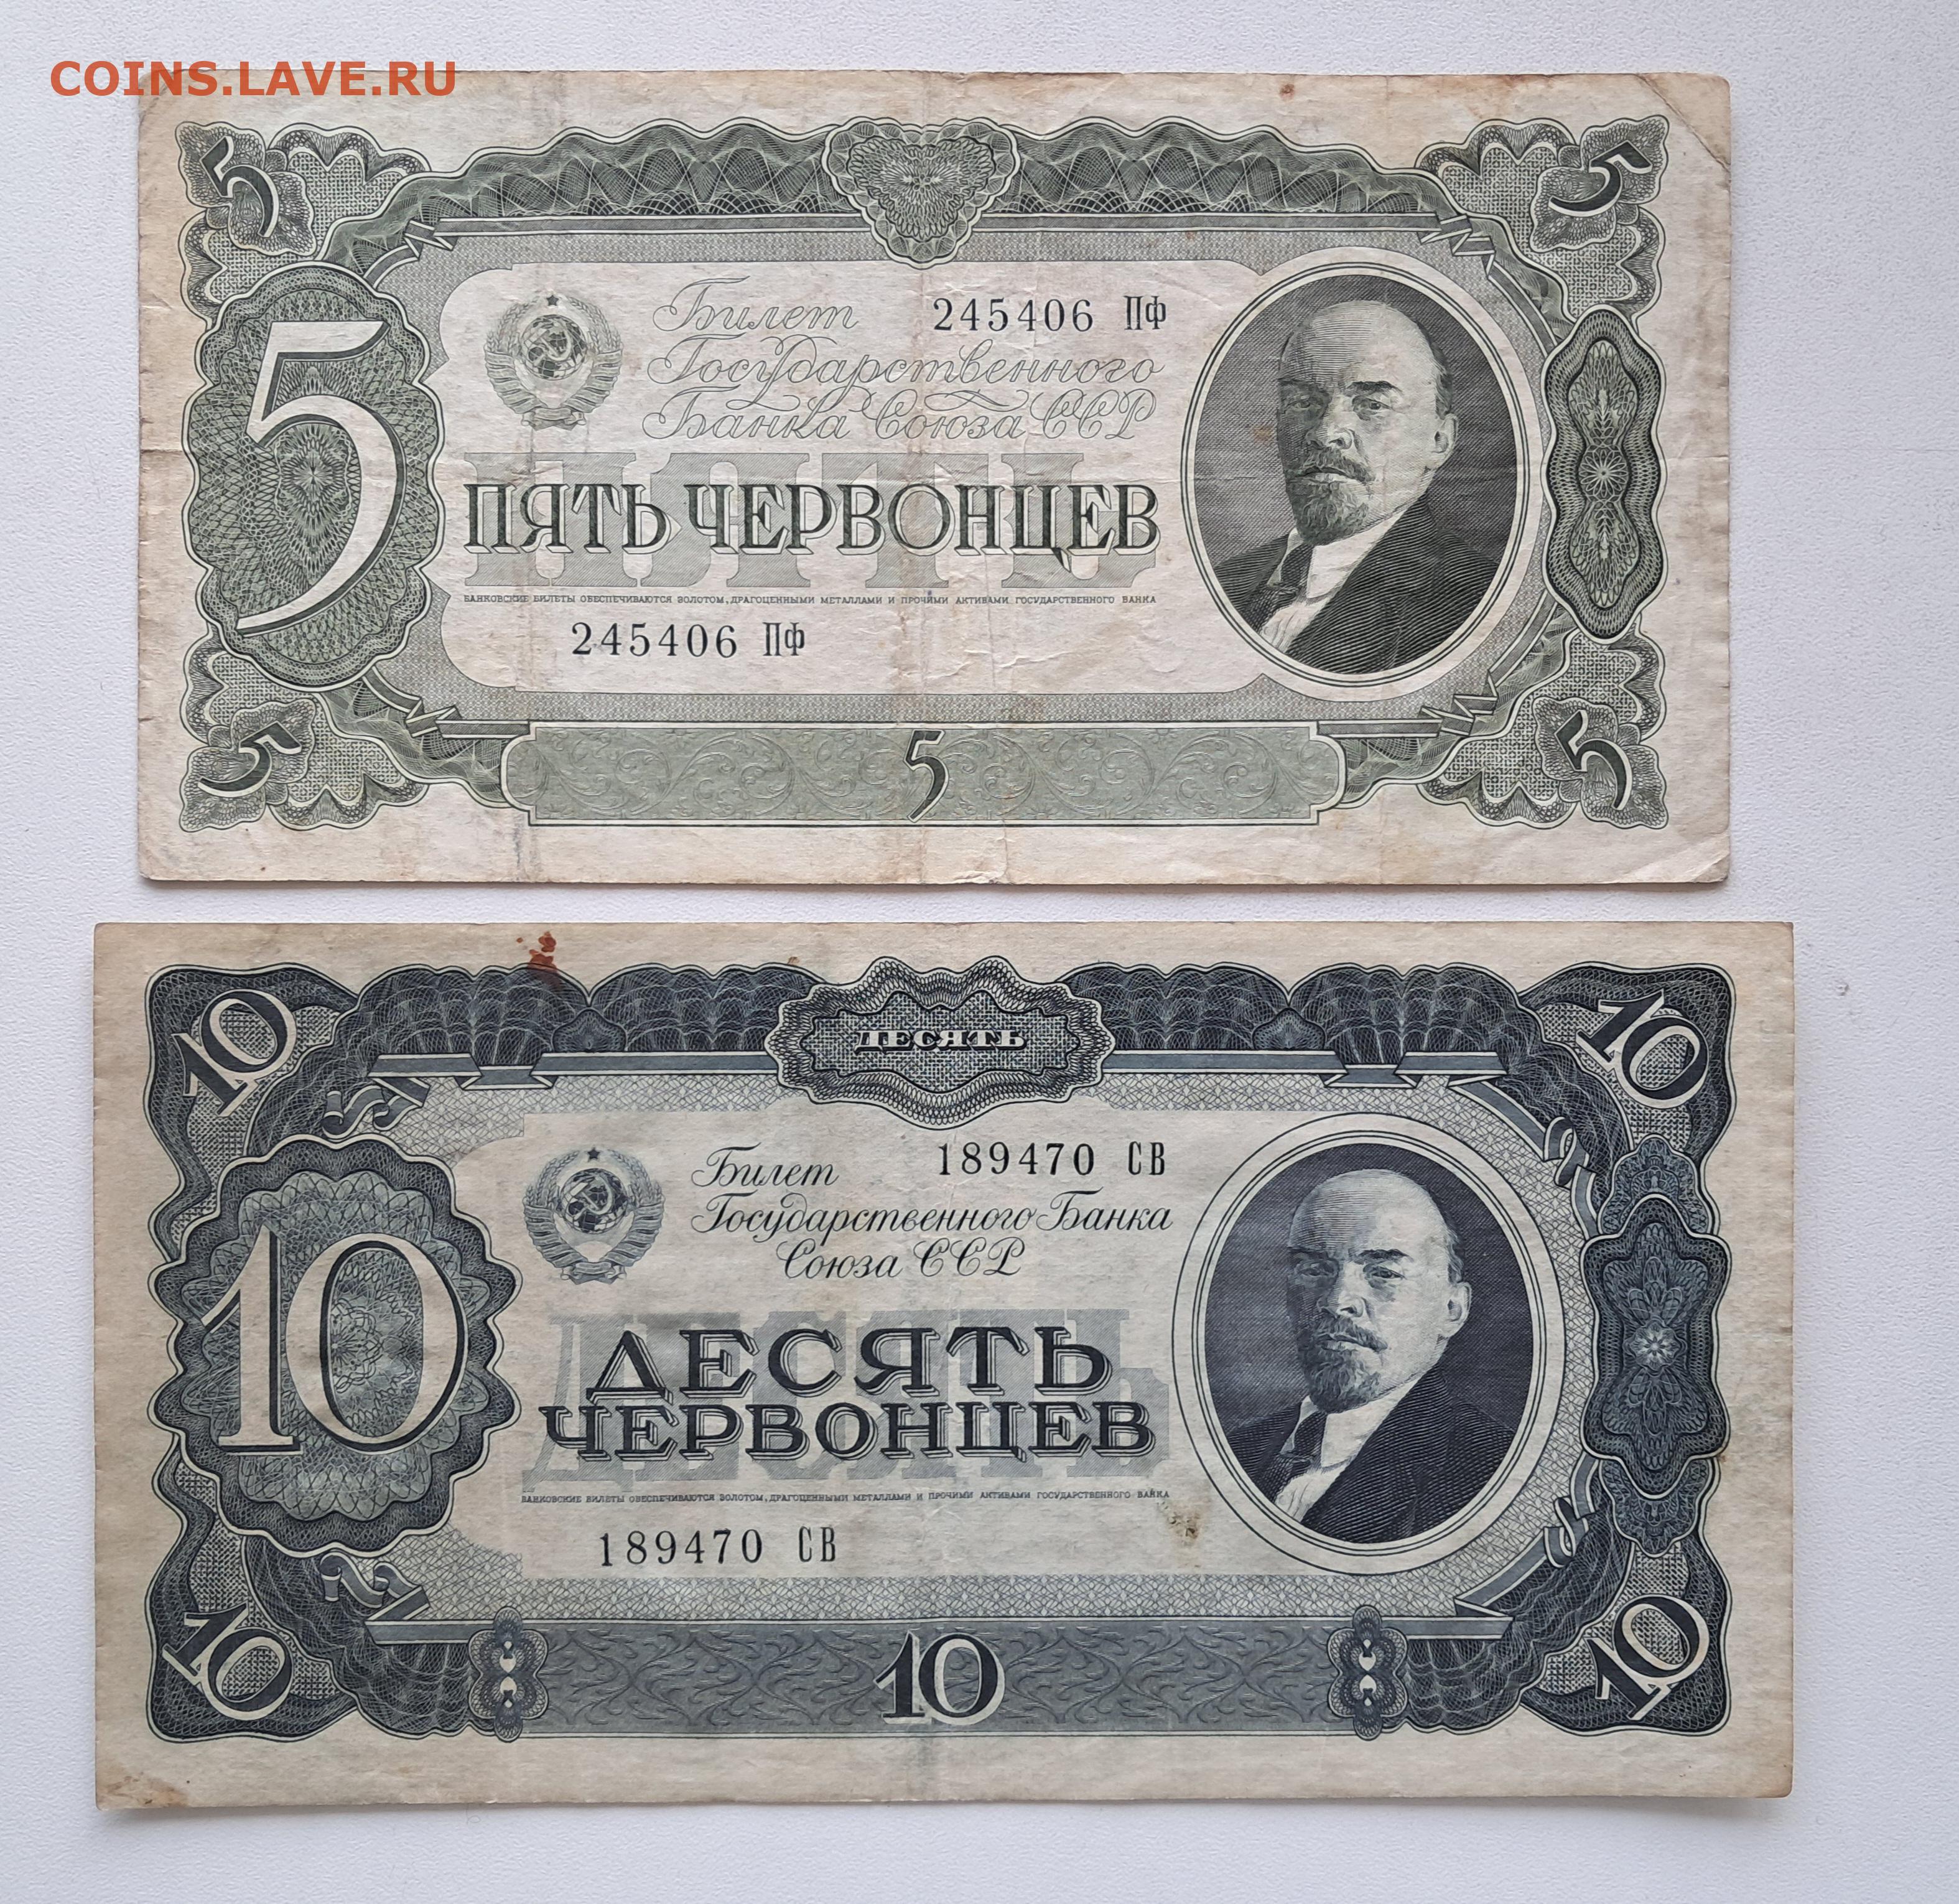 COINS.LAVE.RU
5 5
Билет 245406 ПФ
Государственного
Банка Союза ССР
5
ПЯТЬ
ПЯТЬ ЧЕРВОНЦЕВ
БАНКОВСКИЕ БИЛЕТЫ ОБЕСПЕЧИВАЮТСЯ ЗОЛОТОМ, ДРАГОЦЕННЫМИ МЕТАЛЛАМИ И ПРОЧИМИ АКТИВАМИ ГОСУДАРСТВЕННОГО БАНКА
245406 ПФ
5 5 5
10 ДЕСЯТЬ 10
Билет 189470 СВ
Государственного Банка
Союза ССР
10
ДЕСЯТЬ
ДЕСЯТЬ
ЧЕРВОНЦЕВ
БАНКОВСКИЕ БИЛЕТЫ ОБЕСПЕЧИВАЮТСЯ ЗОЛОТОМ, ДРАГОЦЕННЫМИ МЕТАЛЛАМИ И ПРОЧИМИ АКТИВАМИ ГОСУДАРСТВЕННОГО БАНКА
189470 СВ
10 10 10